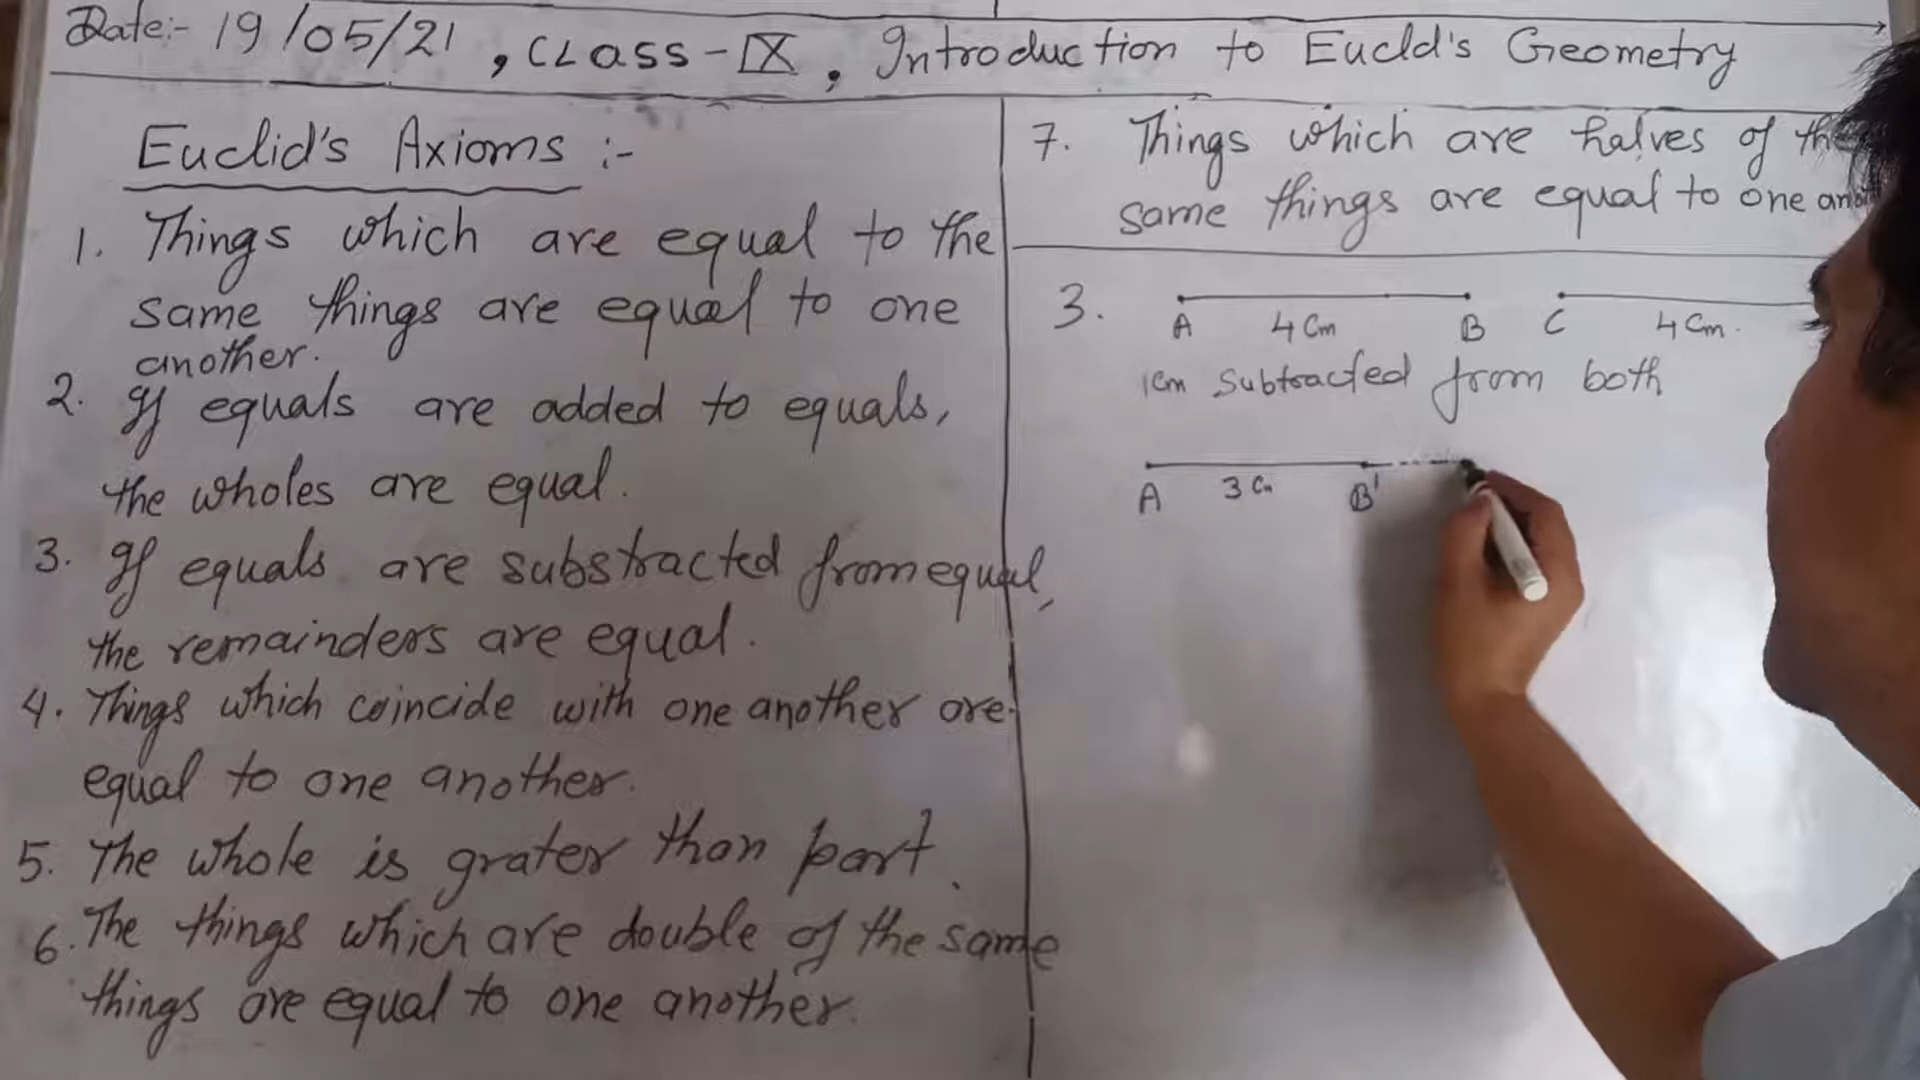 Date:- 19/05/21, CLASS-IX, Introduction to Eucld's Geometry
Euclid's Axioms :-
1. Things which are equal to the
same things are equal to one
another.
2. If equals are added to equals,
the wholes are equal.
3. If equals are substracted from equal,
the remainders are equal.
4. Things which coincide with one another are
equal to one another.
5. The whole is grater than part.
6. The things which are double of the same
things are equal to one another.
7. Things which are halves of the
same things are equal to one
3. A 4 Cm B C 4 Cm.
1cm Subtracted from both
A 3 Cm B'